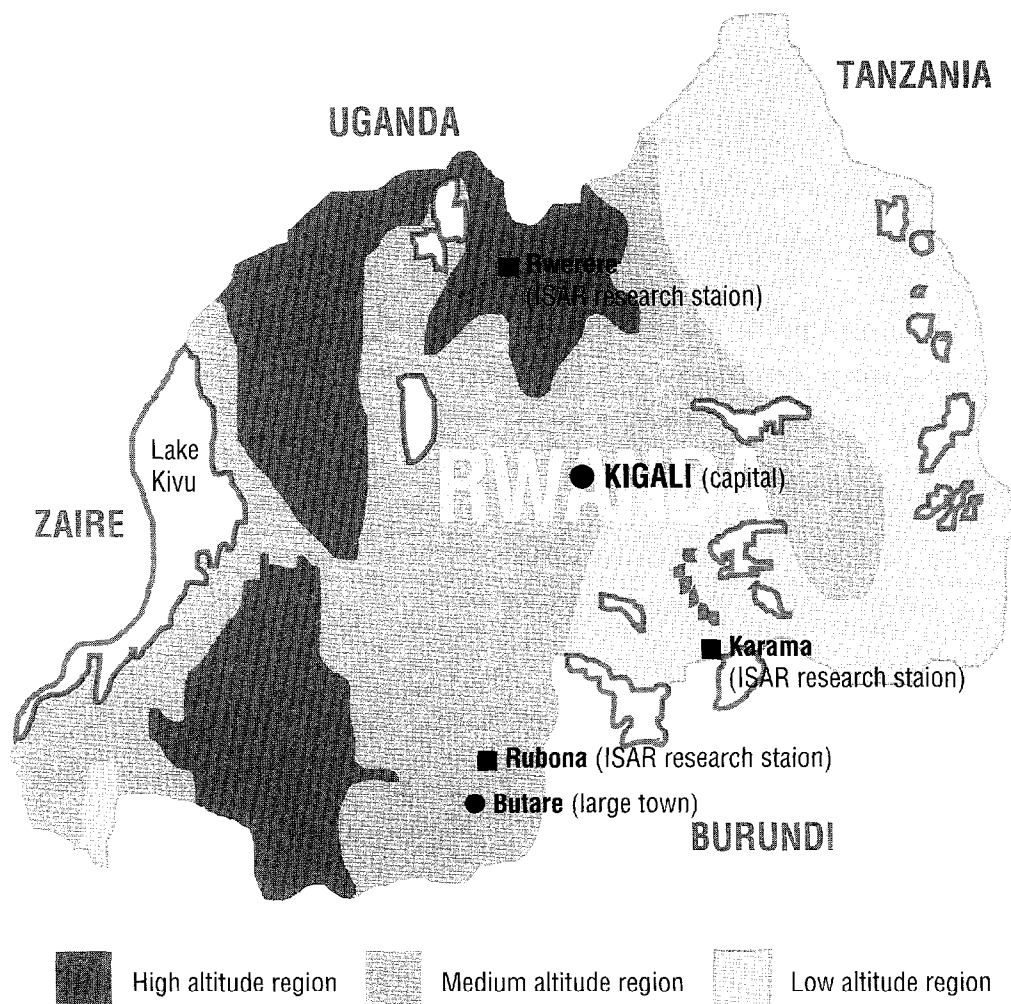 TANZANIA
UGANDA
Rwerere
(ISAR research staion)
Lake
Kivu
RWANDA
KIGALI (capital)
ZAIRE
Karama
(ISAR research staion)
Rubona (ISAR research staion)
Butare (large town)
BURUNDI
High altitude region
Medium altitude region
Low altitude region